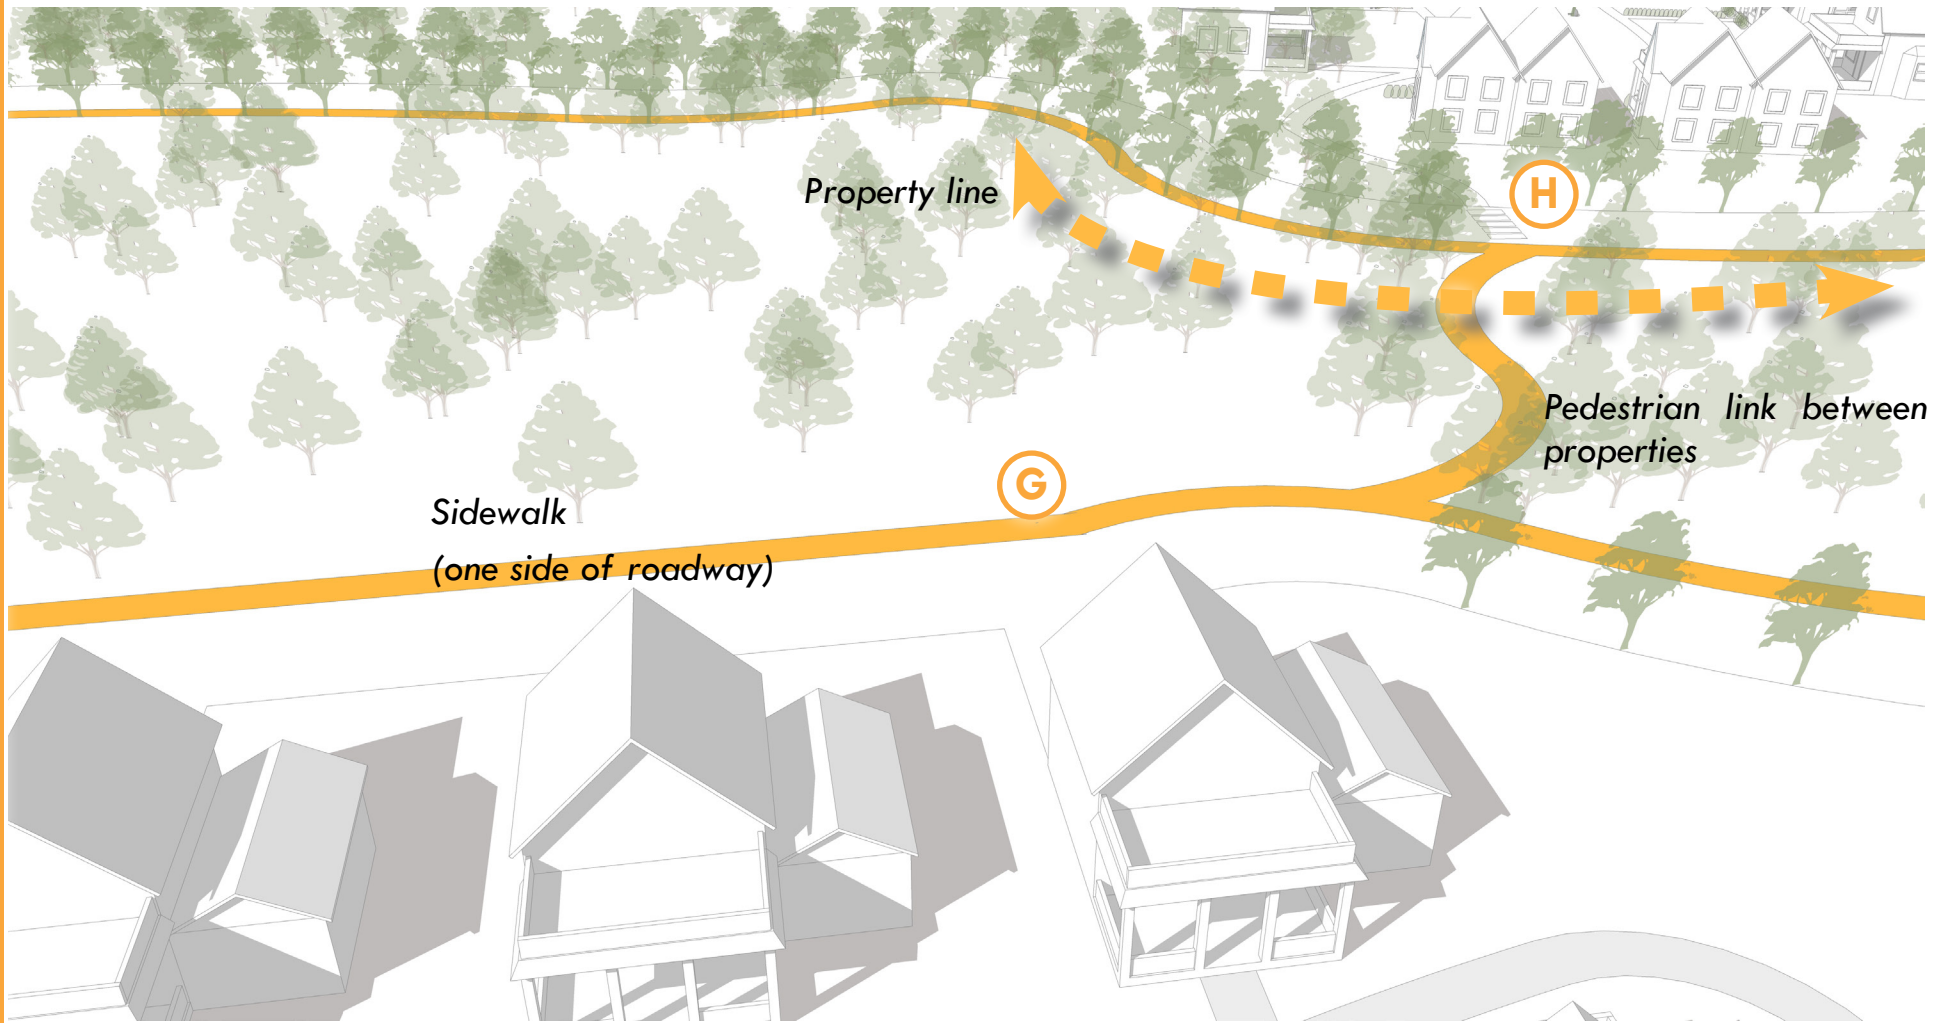 Property line
H
Pedestrian link between
properties
G
Sidewalk
(one side of roadway)